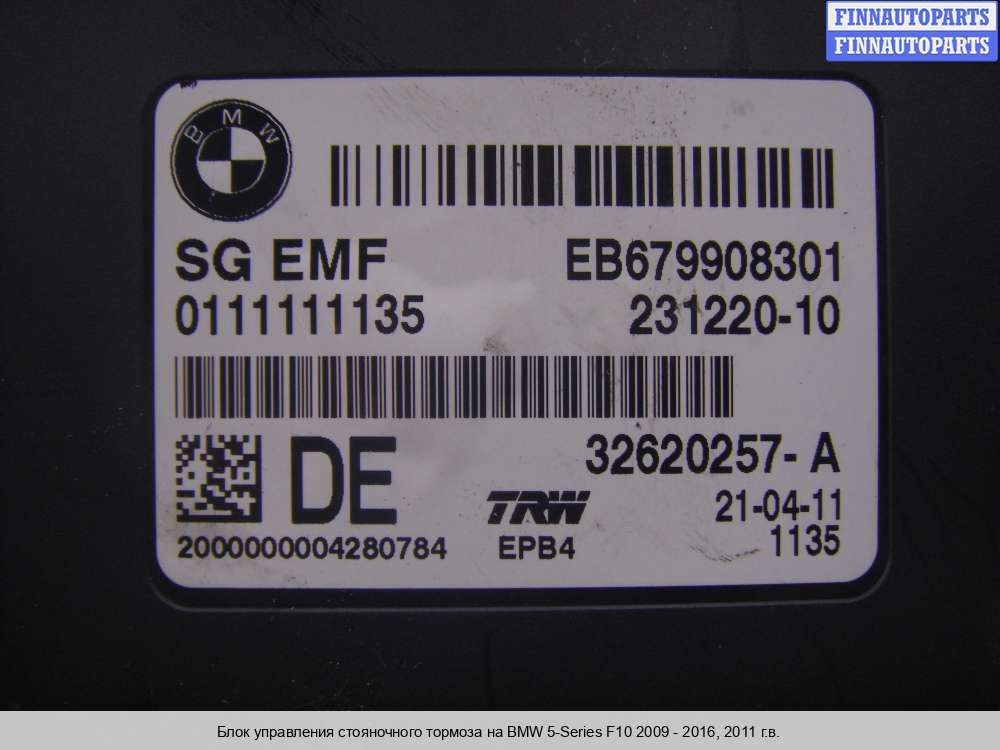 FINNAUTOPARTS
FINNAUTOPARTS
BMW
SG EMF EB679908301
0111111135 231220-10
DE 32620257-A
TRW 21-04-11
2000000004280784 EPB4 1135
Блок управления стояночного тормоза на BMW 5-Series F10 2009 - 2016, 2011 г.в.